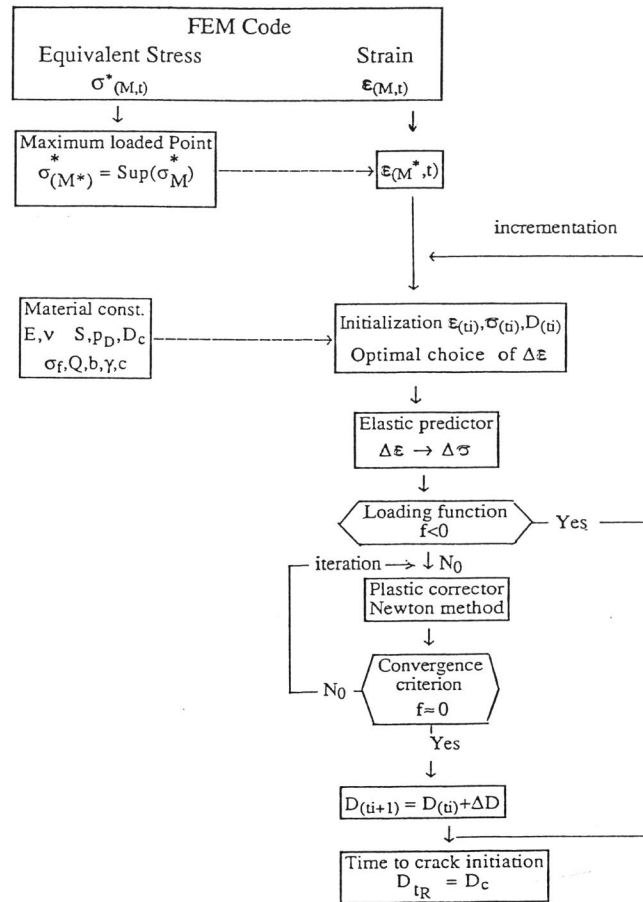 FEM Code
Equivalent Stress Strain
σ*(M,t) ε(M,t)
Maximum loaded Point
σ*(M*) = Sup(σ*M)
ε(M*,t)
incrementation
Material const.
E,ν S,pD,Dc
σf,Q,b,γ,c
Initialization ε(ti),σ(ti),D(ti)
Optimal choice of Δε
Elastic predictor
Δε → Δσ
Loading function
f<0
Yes
iteration
N0
Plastic corrector
Newton method
Convergence
criterion
f≈0
N0
Yes
D(ti+1) = D(ti)+ΔD
Time to crack initiation
DtR = Dc